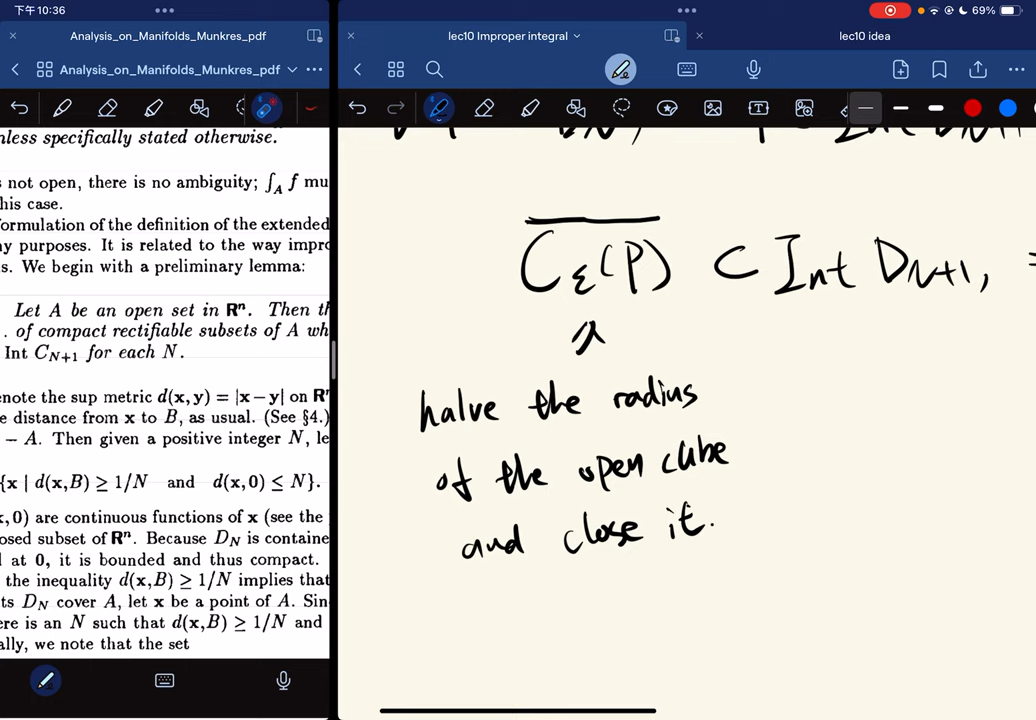 下午10:36
69%
Analysis_on_Manifolds_Munkres_pdf
lec10 Improper integral
lec10 idea
Analysis_on_Manifolds_Munkres_pdf
nless specifically stated otherwise.
s not open, there is no ambiguity; ∫_A f mu
his case.
formulation of the definition of the extended
ny purposes. It is related to the way impro
s. We begin with a preliminary lemma:
Let A be an open set in Rⁿ. Then th
. of compact rectifiable subsets of A wh
Int C_{N+1} for each N.
enote the sup metric d(x,y) = |x−y| on Rⁿ
e distance from x to B, as usual. (See §4.)
− A. Then given a positive integer N, le
{x | d(x,B) ≥ 1/N and d(x,0) ≤ N}.
x,0) are continuous functions of x (see the
osed subset of Rⁿ. Because D_N is containe
d at 0, it is bounded and thus compact.
the inequality d(x,B) ≥ 1/N implies that
ts D_N cover A, let x be a point of A. Sin
ere is an N such that d(x,B) ≥ 1/N and
ally, we note that the set
\overline{C_ε(P)} ⊂ Int D_{N+1},
halve the radius
of the open cube
and close it.